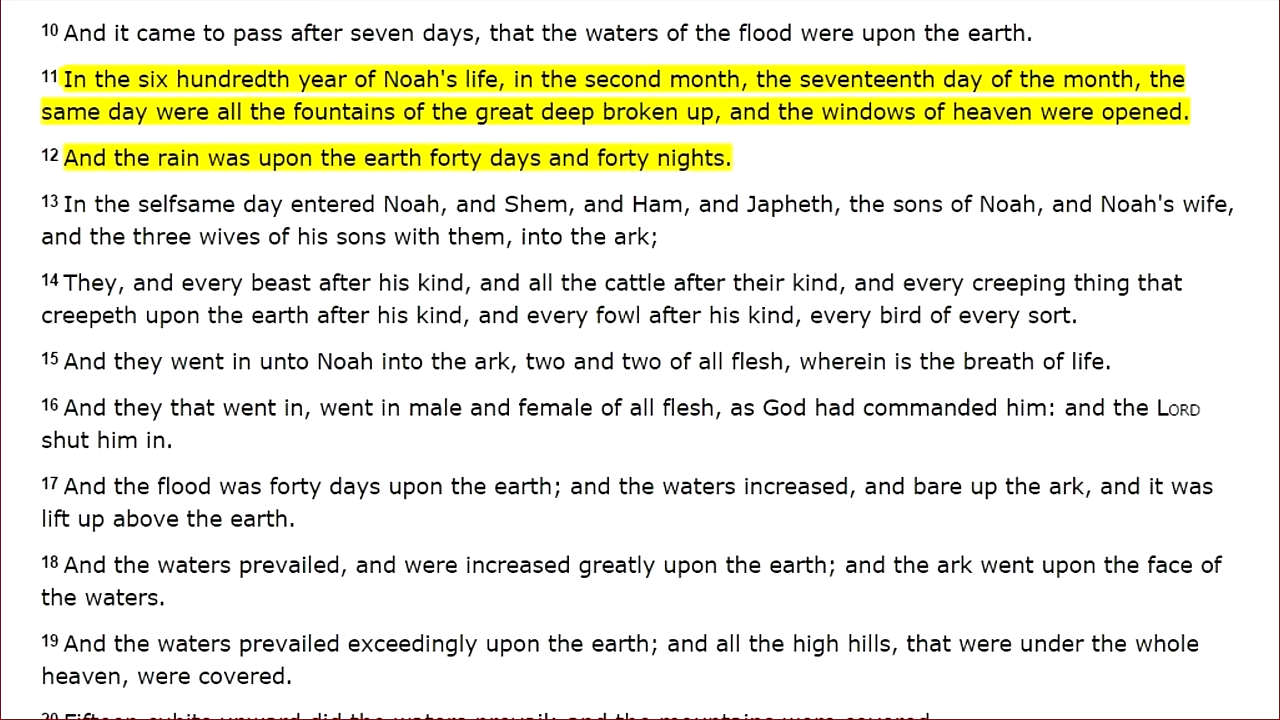 10 And it came to pass after seven days, that the waters of the flood were upon the earth.
11 In the six hundredth year of Noah's life, in the second month, the seventeenth day of the month, the
same day were all the fountains of the great deep broken up, and the windows of heaven were opened.
12 And the rain was upon the earth forty days and forty nights.
13 In the selfsame day entered Noah, and Shem, and Ham, and Japheth, the sons of Noah, and Noah's wife,
and the three wives of his sons with them, into the ark;
14 They, and every beast after his kind, and all the cattle after their kind, and every creeping thing that
creepeth upon the earth after his kind, and every fowl after his kind, every bird of every sort.
15 And they went in unto Noah into the ark, two and two of all flesh, wherein is the breath of life.
16 And they that went in, went in male and female of all flesh, as God had commanded him: and the LORD
shut him in.
17 And the flood was forty days upon the earth; and the waters increased, and bare up the ark, and it was
lift up above the earth.
18 And the waters prevailed, and were increased greatly upon the earth; and the ark went upon the face of
the waters.
19 And the waters prevailed exceedingly upon the earth; and all the high hills, that were under the whole
heaven, were covered.
20 Fifteen cubits upward did the waters prevail; and the mountains were covered.